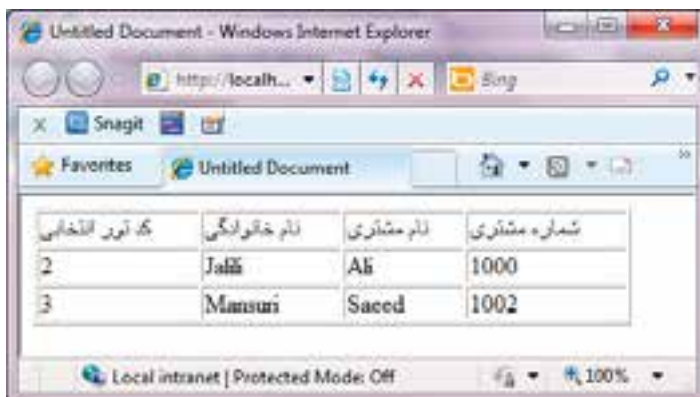 Untitled Document - Windows Internet Explorer
http://localh... Bing
x Snagit
Favorites Untitled Document
کد تور انتخابی نام خانوادگی نام مشتری شماره مشتری
2 Jalili Ali 1000
3 Mansuri Saeed 1002
Local intranet | Protected Mode: Off 100%